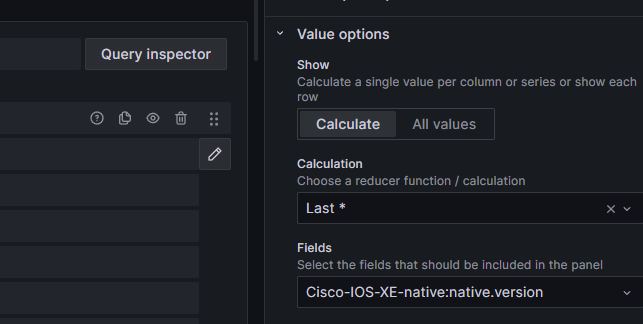 Value options
Query inspector
Show
Calculate a single value per column or series or show each
row
Calculate
All values
Calculation
Choose a reducer function / calculation
Last *
Fields
Select the fields that should be included in the panel
Cisco-IOS-XE-native:native.version